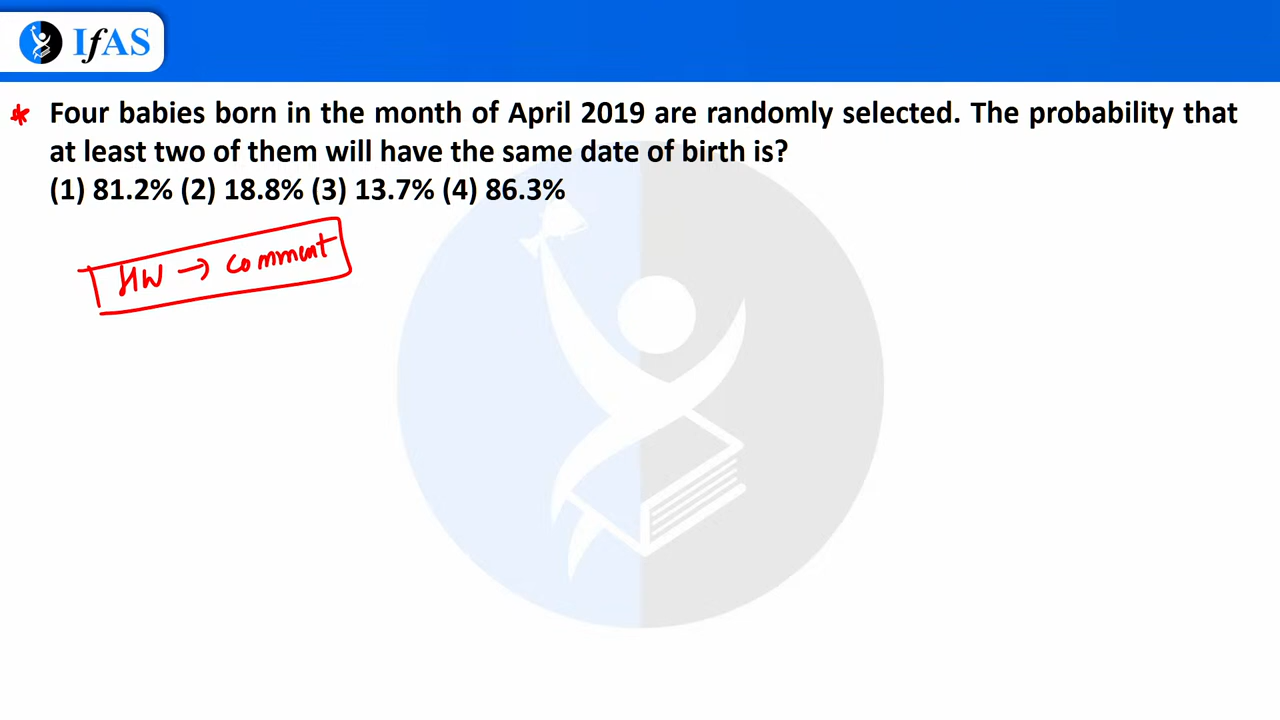 IfAS
* Four babies born in the month of April 2019 are randomly selected. The probability that
at least two of them will have the same date of birth is?
(1) 81.2% (2) 18.8% (3) 13.7% (4) 86.3%
HW → comment